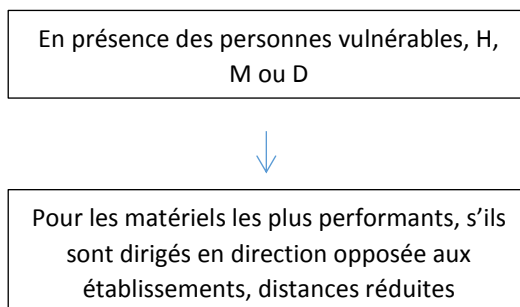 En présence des personnes vulnérables, H,
M ou D
Pour les matériels les plus performants, s’ils
sont dirigés en direction opposée aux
établissements, distances réduites